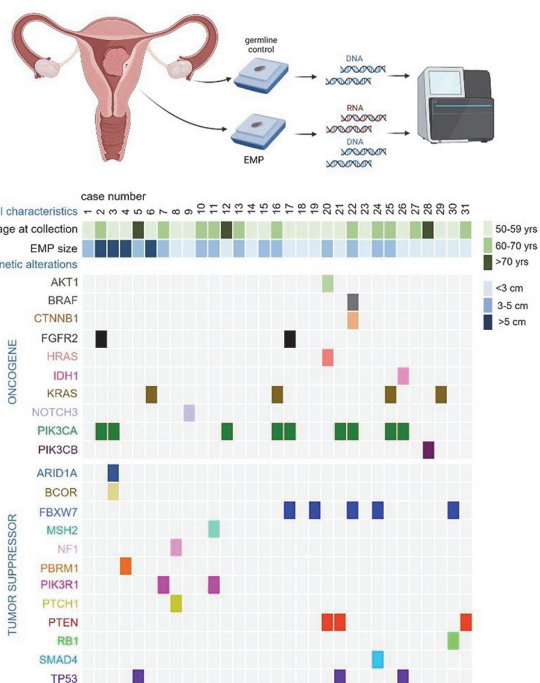 germline
control
DNA
RNA
EMP
DNA
case number
l characteristics
1 2 3 4 5 6 7 8 9 10 11 12 13 14 15 16 17 18 19 20 21 22 23 24 25 26 27 28 29 30 31
age at collection
50-59 yrs
EMP size
60-70 yrs
netic alterations
>70 yrs
AKT1
<3 cm
BRAF
3-5 cm
CTNNB1
>5 cm
FGFR2
HRAS
ONCOGENE
IDH1
KRAS
NOTCH3
PIK3CA
PIK3CB
ARID1A
BCOR
FBXW7
MSH2
NF1
TUMOR SUPPRESSOR
PBRM1
PIK3R1
PTCH1
PTEN
RB1
SMAD4
TP53